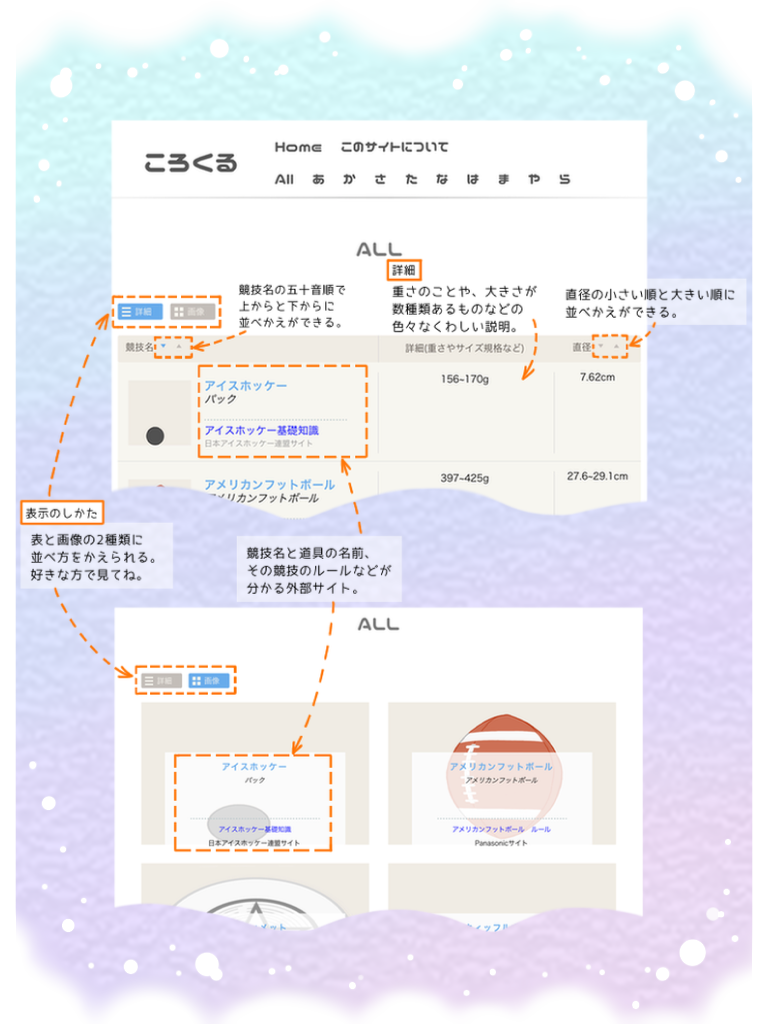 ころくる
Home このサイトについて
All あ か さ た な は ま や ら
ALL
詳細
競技名の五十音順で
上からと下からに
並べかえができる。
重さのことや、大きさが
数種類あるものなどの
色々なくわしい説明。
直径の小さい順と大きい順に
並べかえができる。
詳細 画像
競技名 詳細(重さやサイズ規格など) 直径
アイスホッケー
パック
156~170g
7.62cm
アイスホッケー基礎知識
日本アイスホッケー連盟サイト
アメリカンフットボール
アメリカンフットボール
397~425g
27.6~29.1cm
表示のしかた
表と画像の2種類に
並べ方をかえられる。
好きな方で見てね。
競技名と道具の名前、
その競技のルールなどが
分かる外部サイト。
ALL
詳細 画像
アイスホッケー
パック
アイスホッケー基礎知識
日本アイスホッケー連盟サイト
アメリカンフットボール
アメリカンフットボール
アメリカンフットボール ルール
Panasonicサイト